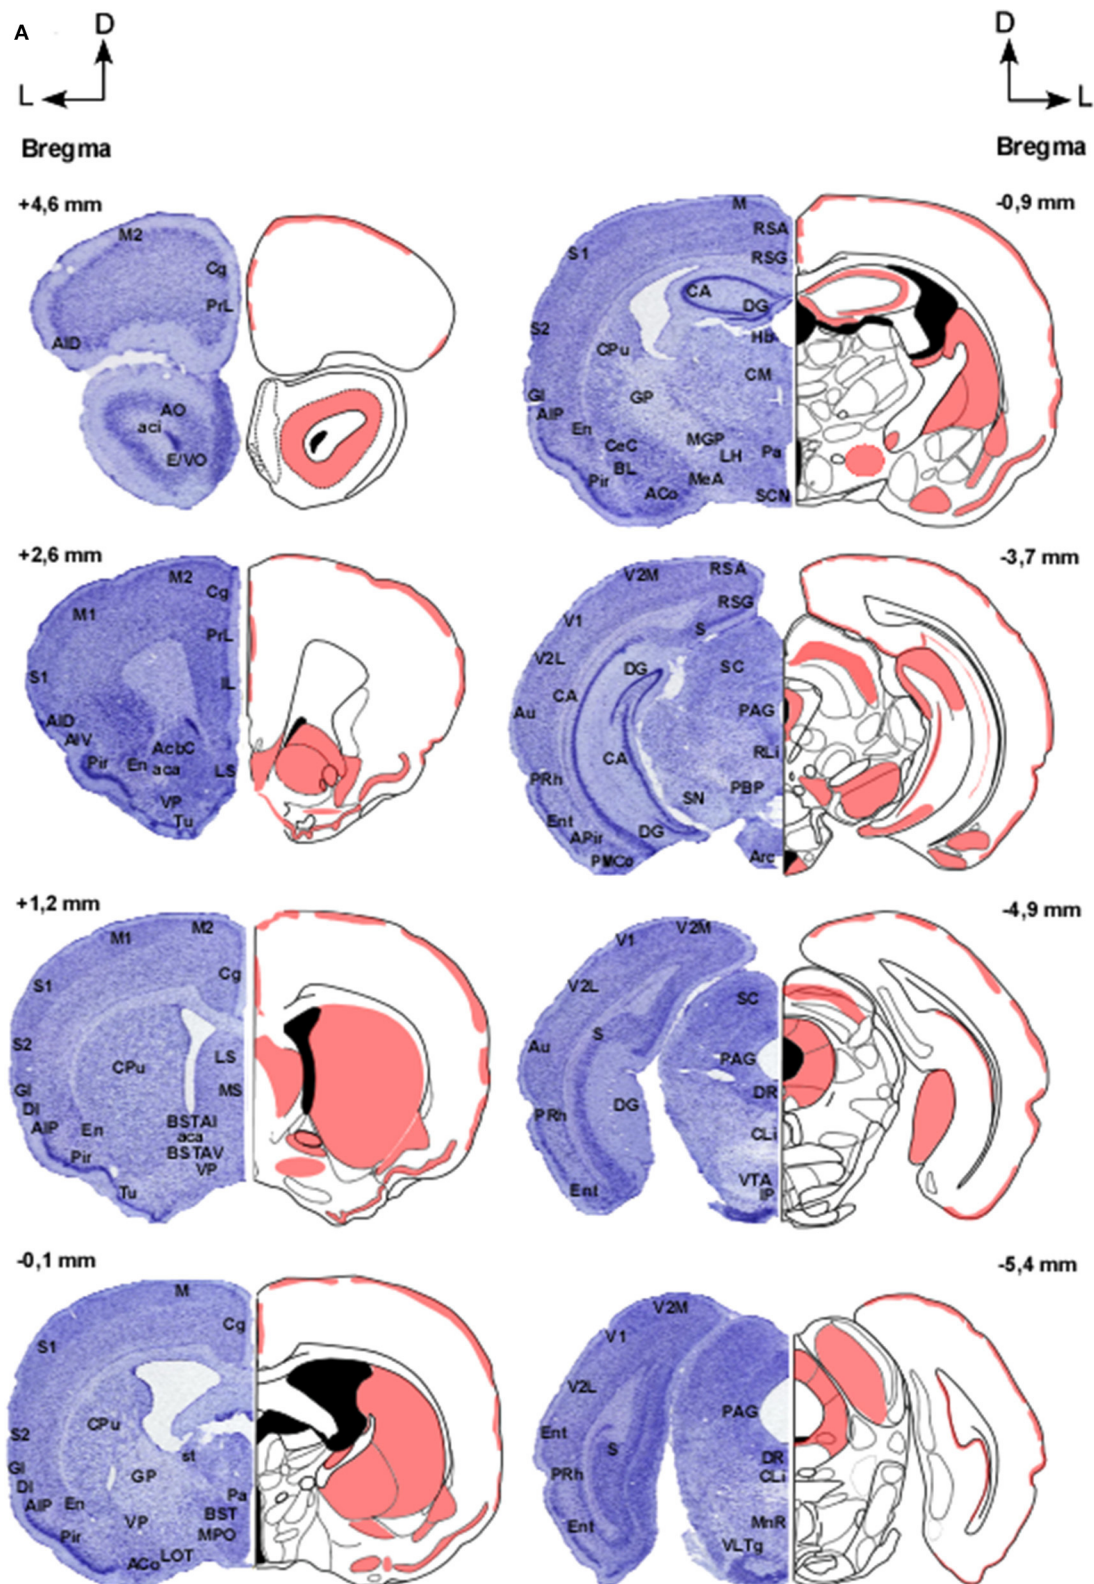 A
D
L
Bregma
+4,6 mm
M2
Cg
PrL
AID
AO
aci
E/VO
+2,6 mm
M2
Cg
M1
PrL
S1
IL
AID
AIV
AcbC
Pir
En
aca
LS
VP
Tu
+1,2 mm
M2
M1
Cg
S1
S2
LS
CPu
GI
MS
DI
BSTAI
AIP
En
aca
BSTAV
Pir
VP
Tu
-0,1 mm
M
Cg
S1
CPu
S2
st
GI
GP
DI
Pa
AIP
En
BST
VP
MPO
Pir
LOT
ACo
D
L
Bregma
-0,9 mm
M
RSA
S1
RSG
CA
DG
S2
Hb
CPu
CM
GI
GP
AIP
En
CeC
MGP
Pa
BL
LH
Pir
MeA
ACo
SCN
-3,7 mm
RSA
V2M
RSG
V1
S
V2L
DG
SC
CA
Au
PAG
CA
RLi
PRh
PBP
SN
Ent
APir
DG
PMCo
Arc
-4,9 mm
V2M
V1
V2L
SC
S
Au
PAG
DR
PRh
DG
CLi
VTA
Ent
IP
-5,4 mm
V2M
V1
V2L
PAG
Ent
S
DR
PRh
CLi
Ent
MnR
VLTg